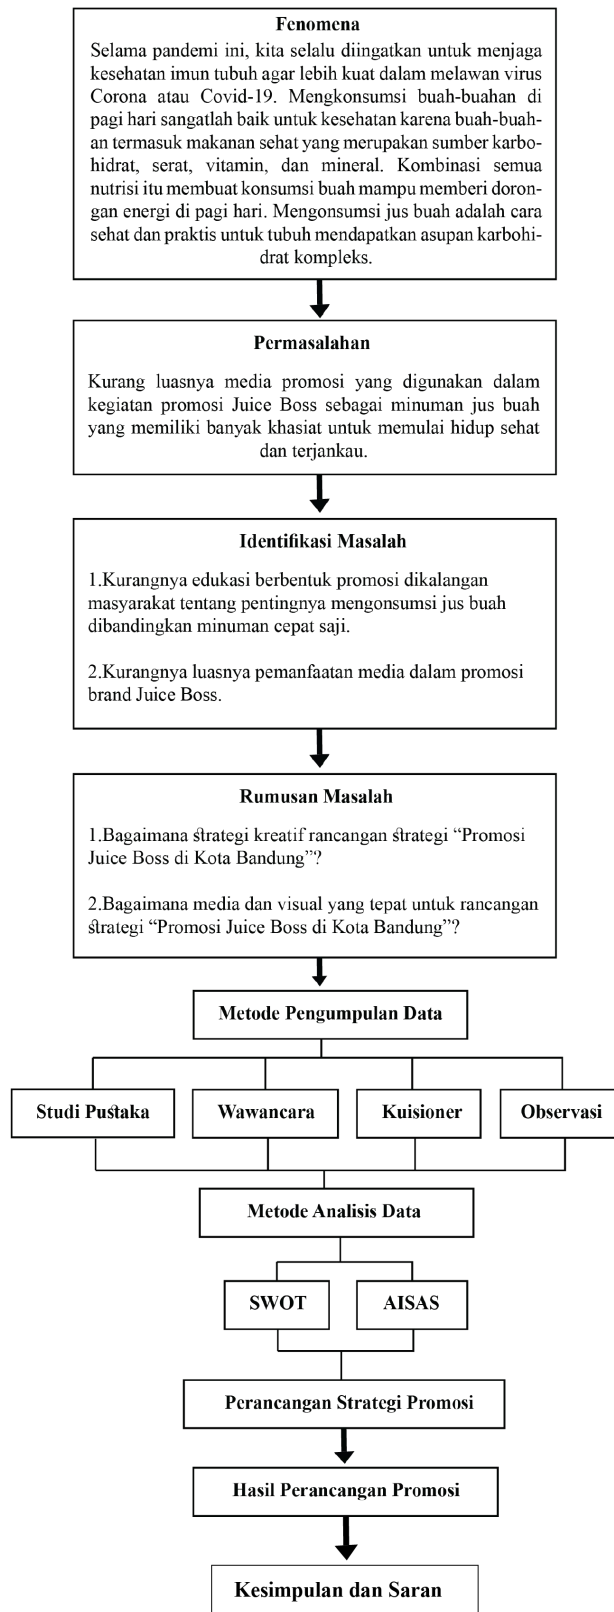 Fenomena
Selama pandemi ini, kita selalu diingatkan untuk menjaga
kesehatan imun tubuh agar lebih kuat dalam melawan virus
Corona atau Covid-19. Mengkonsumsi buah-buahan di
pagi hari sangatlah baik untuk kesehatan karena buah-buah-
an termasuk makanan sehat yang merupakan sumber karbo-
hidrat, serat, vitamin, dan mineral. Kombinasi semua
nutrisi itu membuat konsumsi buah mampu memberi doron-
gan energi di pagi hari. Mengonsumsi jus buah adalah cara
sehat dan praktis untuk tubuh mendapatkan asupan karbohi-
drat kompleks.
Permasalahan
Kurang luasnya media promosi yang digunakan dalam
kegiatan promosi Juice Boss sebagai minuman jus buah
yang memiliki banyak khasiat untuk memulai hidup sehat
dan terjankau.
Identifikasi Masalah
1.Kurangnya edukasi berbentuk promosi dikalangan
masyarakat tentang pentingnya mengonsumsi jus buah
dibandingkan minuman cepat saji.
2.Kurangnya luasnya pemanfaatan media dalam promosi
brand Juice Boss.
Rumusan Masalah
1.Bagaimana strategi kreatif rancangan strategi “Promosi
Juice Boss di Kota Bandung”?
2.Bagaimana media dan visual yang tepat untuk rancangan
strategi “Promosi Juice Boss di Kota Bandung”?
Metode Pengumpulan Data
Studi Pustaka Wawancara Kuisioner Observasi
Metode Analisis Data
SWOT AISAS
Perancangan Strategi Promosi
Hasil Perancangan Promosi
Kesimpulan dan Saran